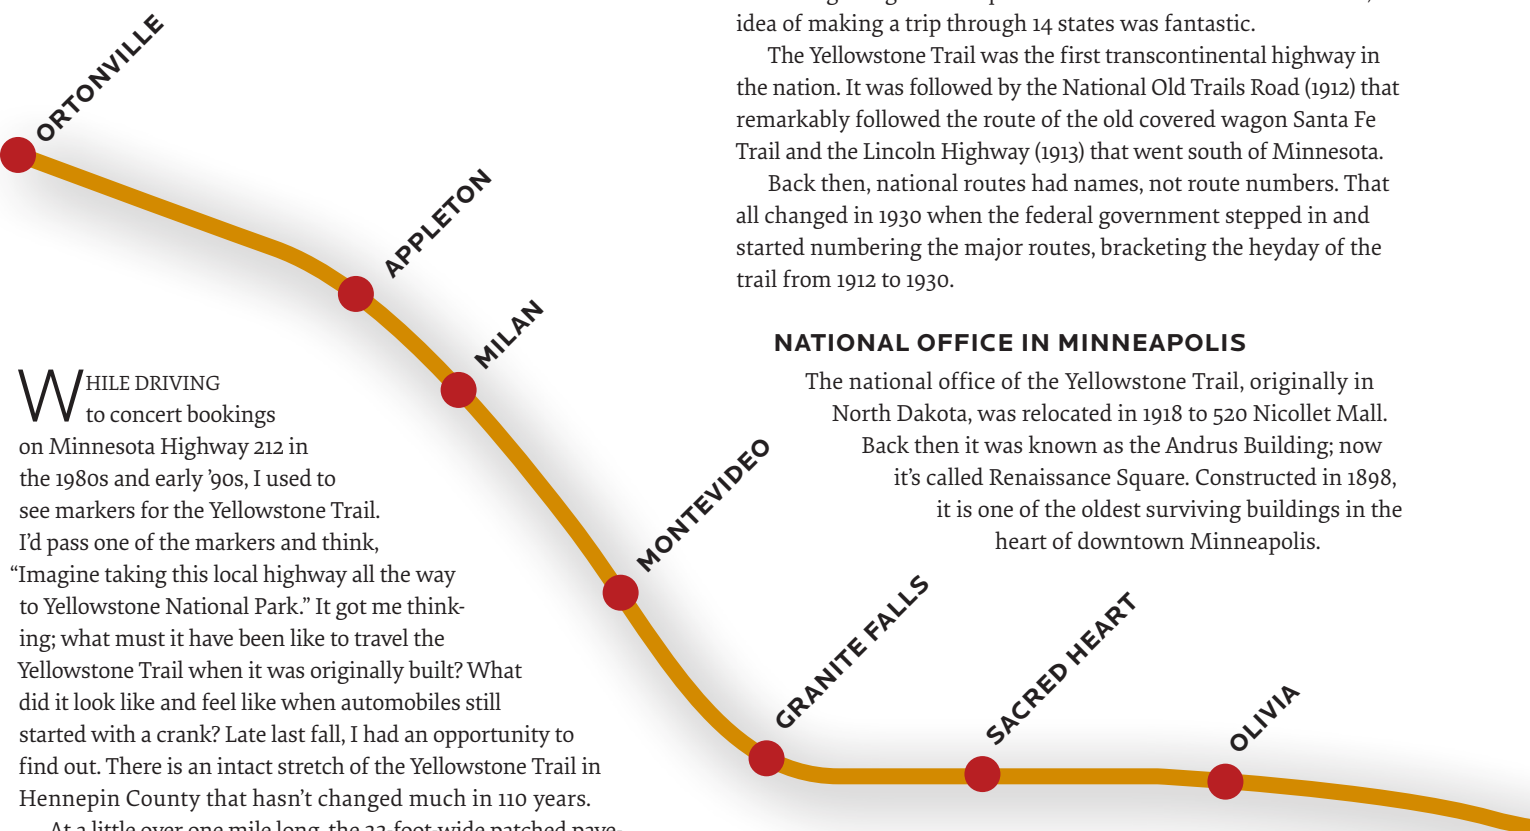 ORTONVILLE
APPLETON
MILAN
MONTEVIDEO
GRANITE FALLS
SACRED HEART
OLIVIA
WHILE DRIVING
to concert bookings
on Minnesota Highway 212 in
the 1980s and early ’90s, I used to
see markers for the Yellowstone Trail.
I’d pass one of the markers and think,
“Imagine taking this local highway all the way
to Yellowstone National Park.” It got me think-
ing; what must it have been like to travel the
Yellowstone Trail when it was originally built? What
did it look like and feel like when automobiles still
started with a crank? Late last fall, I had an opportunity to
find out. There is an intact stretch of the Yellowstone Trail in
Hennepin County that hasn’t changed much in 110 years.
At a little over one mile long, the 22-foot-wide patched pave-
idea of making a trip through 14 states was fantastic.
The Yellowstone Trail was the first transcontinental highway in
the nation. It was followed by the National Old Trails Road (1912) that
remarkably followed the route of the old covered wagon Santa Fe
Trail and the Lincoln Highway (1913) that went south of Minnesota.
Back then, national routes had names, not route numbers. That
all changed in 1930 when the federal government stepped in and
started numbering the major routes, bracketing the heyday of the
trail from 1912 to 1930.
NATIONAL OFFICE IN MINNEAPOLIS
The national office of the Yellowstone Trail, originally in
North Dakota, was relocated in 1918 to 520 Nicollet Mall.
Back then it was known as the Andrus Building; now
it’s called Renaissance Square. Constructed in 1898,
it is one of the oldest surviving buildings in the
heart of downtown Minneapolis.